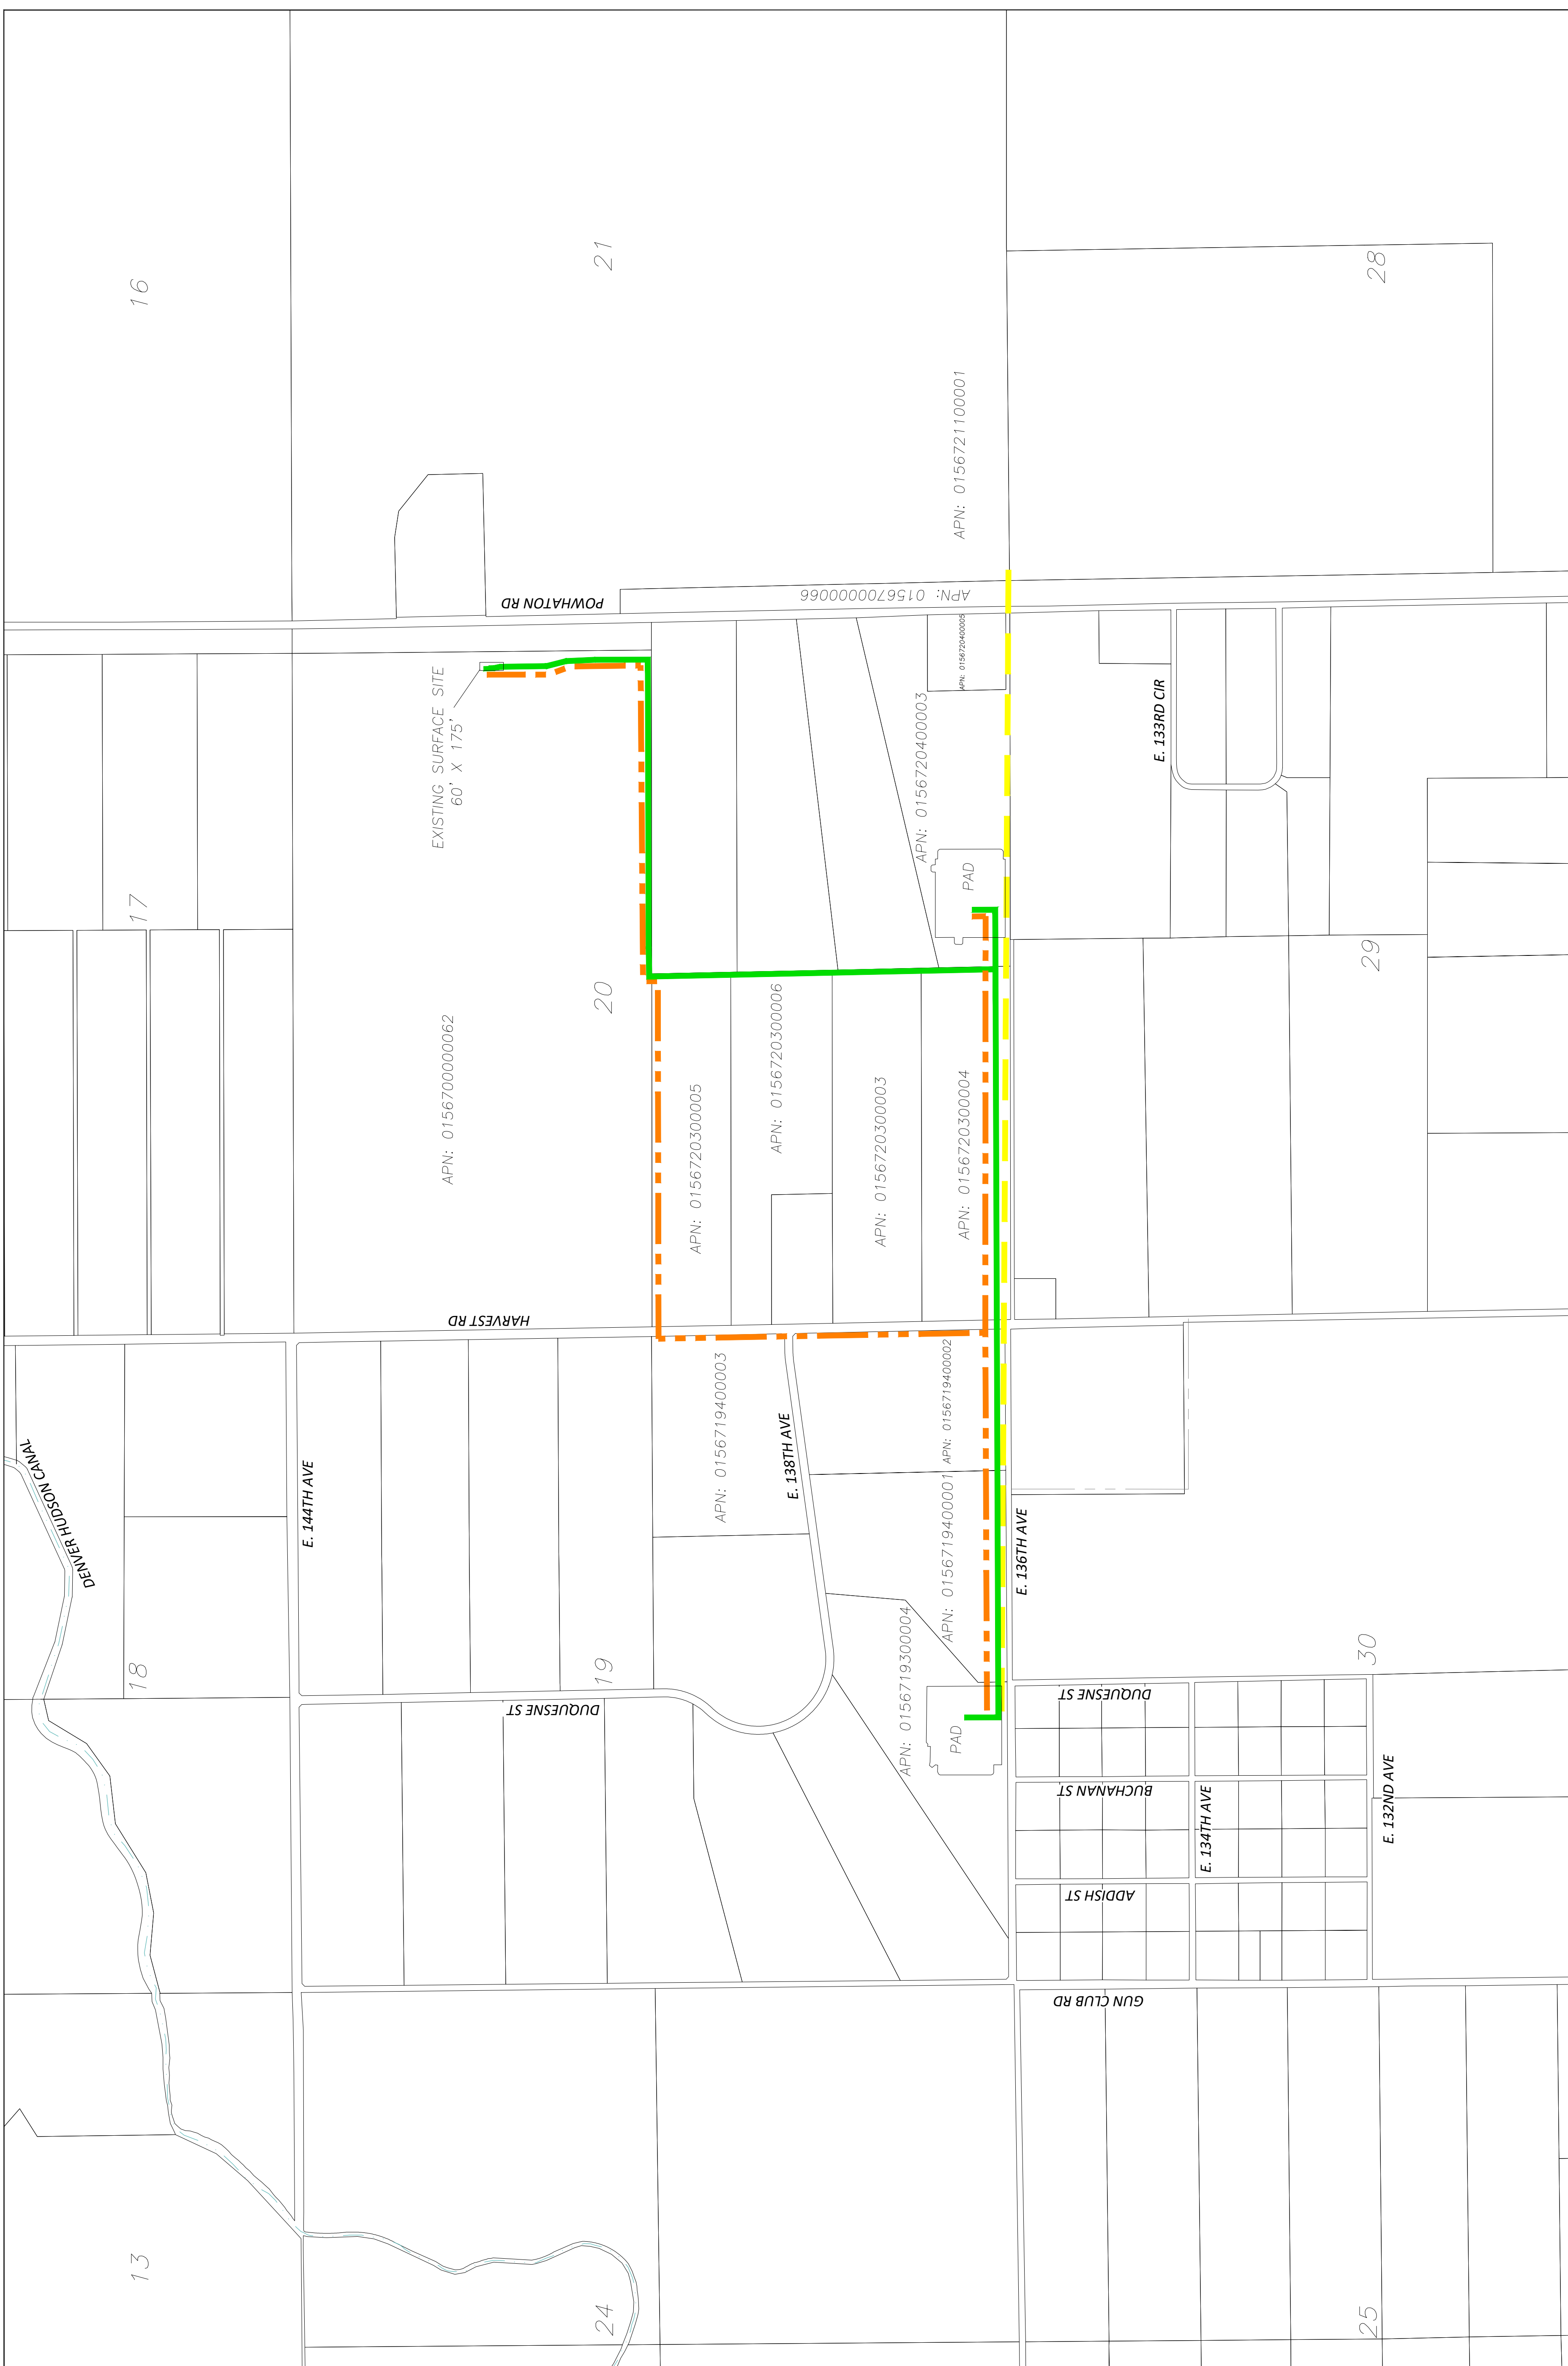 16
21
28
APN: 0156721100001
POWHATON RD
APN: 0156700000066
EXISTING SURFACE SITE
60' X 175'
APN: 0156720400005
APN: 0156720400003
E. 133RD CIR
PAD
17
20
29
APN: 0156700000062
APN: 0156720300005
APN: 0156720300006
APN: 0156720300003
APN: 0156720300004
HARVEST RD
DENVER HUDSON CANAL
E. 144TH AVE
APN: 0156719400003
E. 138TH AVE
APN: 0156719400002
APN: 0156719400001
E. 136TH AVE
APN: 0156719300004
18
19
30
DUQUESNE ST
DUQUESNE ST
PAD
BUCHANAN ST
E. 134TH AVE
E. 132ND AVE
ADDISH ST
GUN CLUB RD
13
24
25